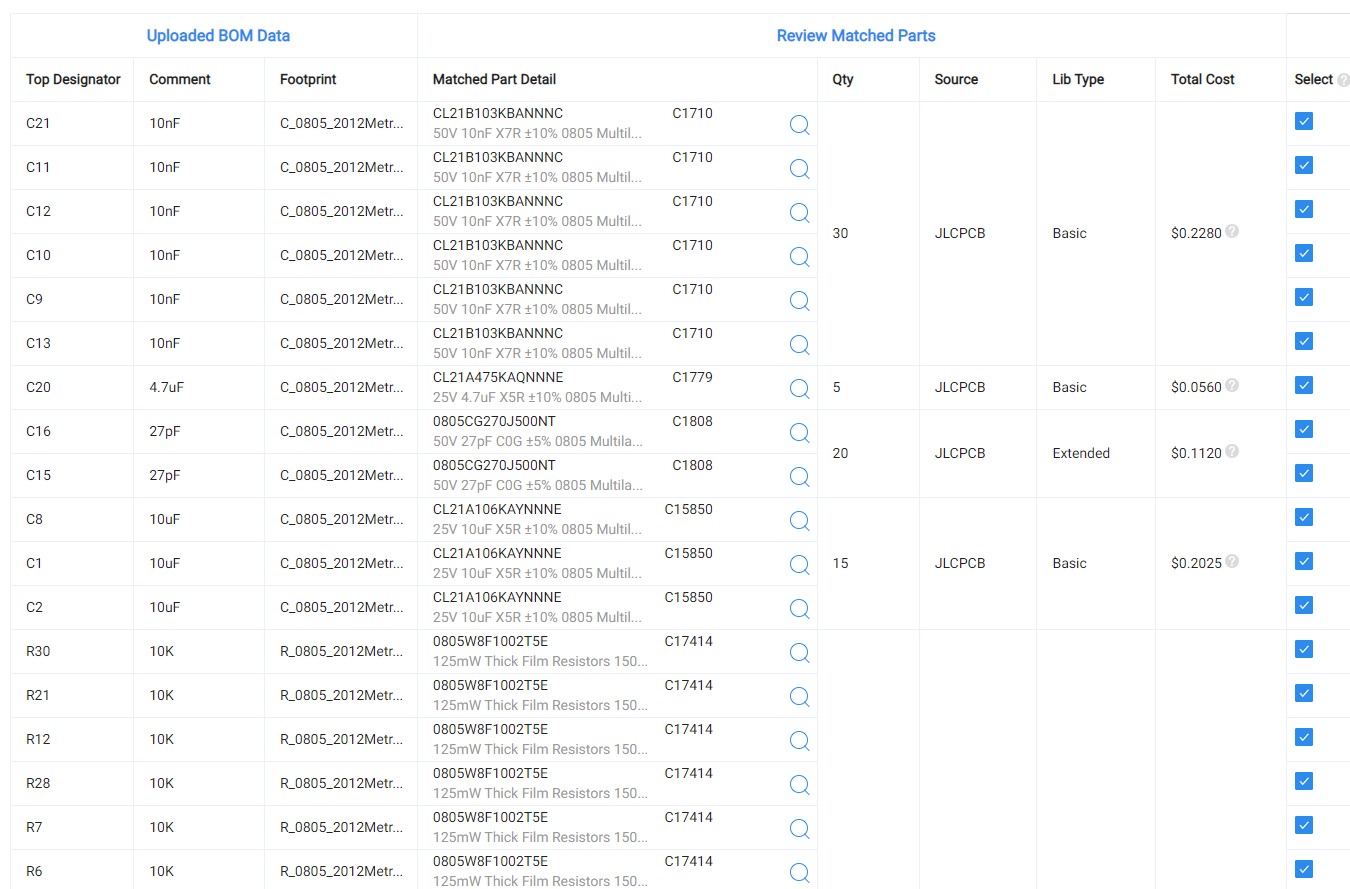 Uploaded BOM Data Review Matched Parts
Top Designator Comment Footprint Matched Part Detail Qty Source Lib Type Total Cost Select ?
C21 10nF C_0805_2012Metr... CL21B103KBANNNC C1710
50V 10nF X7R ±10% 0805 Multil...
C11 10nF C_0805_2012Metr... CL21B103KBANNNC C1710
50V 10nF X7R ±10% 0805 Multil...
C12 10nF C_0805_2012Metr... CL21B103KBANNNC C1710
50V 10nF X7R ±10% 0805 Multil...
30 JLCPCB Basic $0.2280 ?
C10 10nF C_0805_2012Metr... CL21B103KBANNNC C1710
50V 10nF X7R ±10% 0805 Multil...
C9 10nF C_0805_2012Metr... CL21B103KBANNNC C1710
50V 10nF X7R ±10% 0805 Multil...
C13 10nF C_0805_2012Metr... CL21B103KBANNNC C1710
50V 10nF X7R ±10% 0805 Multil...
C20 4.7uF C_0805_2012Metr... CL21A475KAQNNNE C1779 5 JLCPCB Basic $0.0560 ?
25V 4.7uF X5R ±10% 0805 Multi...
C16 27pF C_0805_2012Metr... 0805CG270J500NT C1808
50V 27pF C0G ±5% 0805 Multila...
20 JLCPCB Extended $0.1120 ?
C15 27pF C_0805_2012Metr... 0805CG270J500NT C1808
50V 27pF C0G ±5% 0805 Multila...
C8 10uF C_0805_2012Metr... CL21A106KAYNNNE C15850
25V 10uF X5R ±10% 0805 Multil...
C1 10uF C_0805_2012Metr... CL21A106KAYNNNE C15850 15 JLCPCB Basic $0.2025 ?
25V 10uF X5R ±10% 0805 Multil...
C2 10uF C_0805_2012Metr... CL21A106KAYNNNE C15850
25V 10uF X5R ±10% 0805 Multil...
R30 10K R_0805_2012Metr... 0805W8F1002T5E C17414
125mW Thick Film Resistors 150...
R21 10K R_0805_2012Metr... 0805W8F1002T5E C17414
125mW Thick Film Resistors 150...
R12 10K R_0805_2012Metr... 0805W8F1002T5E C17414
125mW Thick Film Resistors 150...
R28 10K R_0805_2012Metr... 0805W8F1002T5E C17414
125mW Thick Film Resistors 150...
R7 10K R_0805_2012Metr... 0805W8F1002T5E C17414
125mW Thick Film Resistors 150...
R6 10K R_0805_2012Metr... 0805W8F1002T5E C17414
125mW Thick Film Resistors 150...